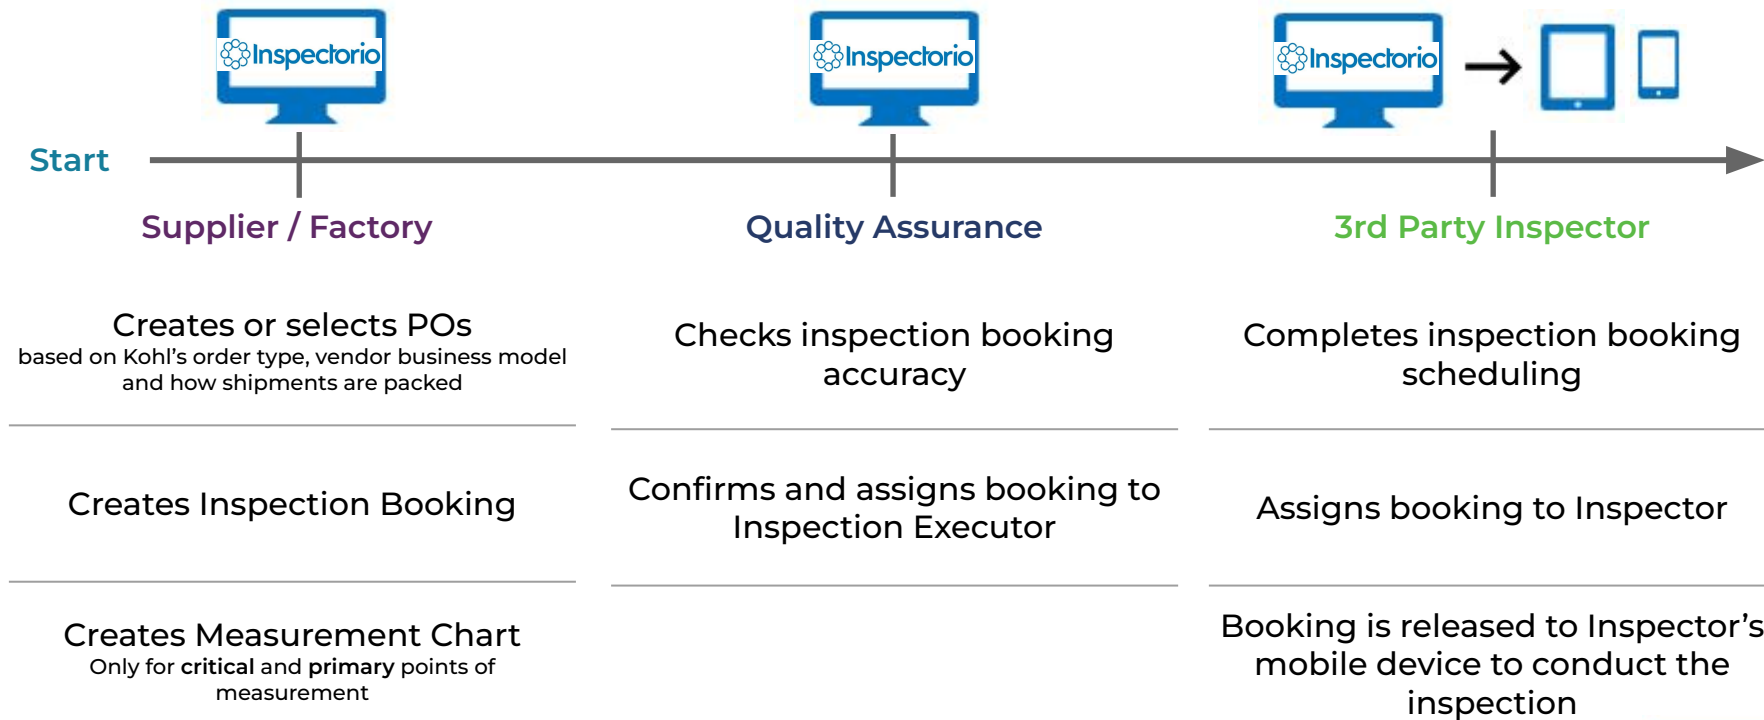 Inspectorio
Inspectorio
Inspectorio
Start
Supplier / Factory
Quality Assurance
3rd Party Inspector
Creates or selects POs
based on Kohl's order type, vendor business model
and how shipments are packed
Checks inspection booking
accuracy
Completes inspection booking
scheduling
Creates Inspection Booking
Confirms and assigns booking to
Inspection Executor
Assigns booking to Inspector
Creates Measurement Chart
Only for critical and primary points of
measurement
Booking is released to Inspector's
mobile device to conduct the
inspection